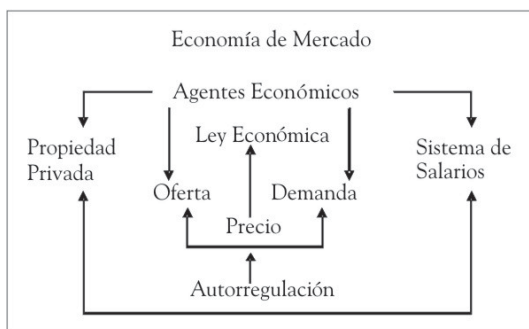 Economía de Mercado
Agentes Económicos
Ley Económica
Propiedad
Privada
Sistema de
Salarios
Oferta
Demanda
Precio
Autorregulación